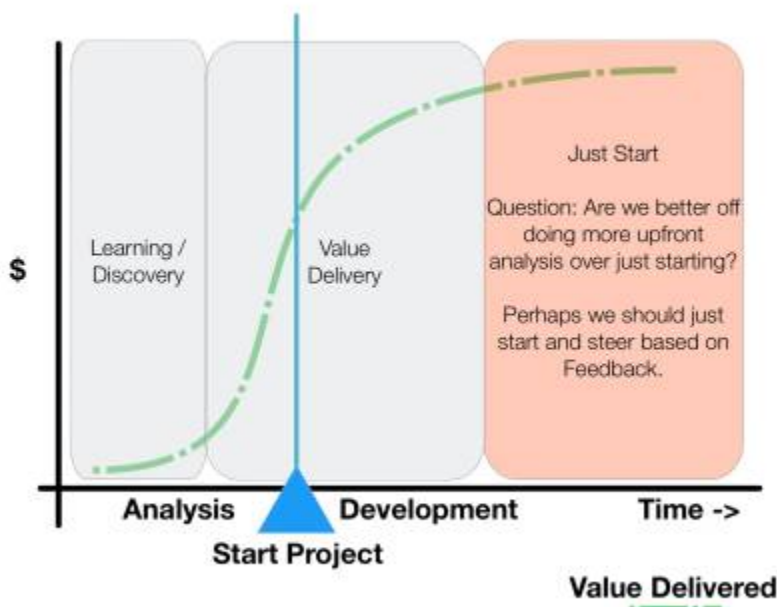 Just Start
Question: Are we better off
doing more upfront
analysis over just starting?
Perhaps we should just
start and steer based on
Feedback.
Learning /
Discovery
Value
Delivery
$
Analysis
Development
Time ->
Start Project
Value Delivered